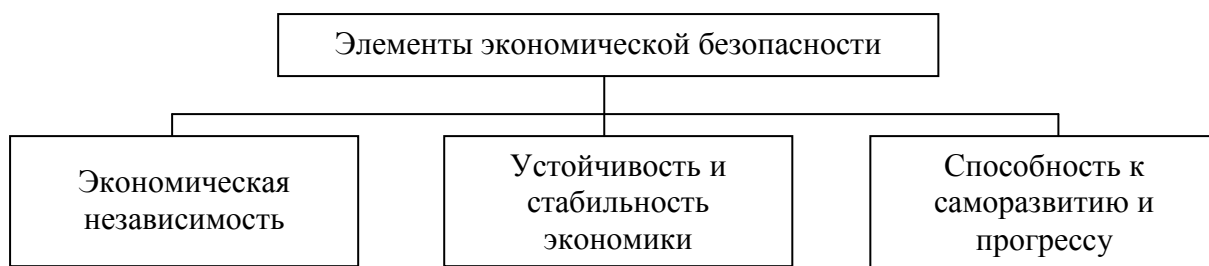 Элементы экономической безопасности
Экономическая
независимость
Устойчивость и
стабильность
экономики
Способность к
саморазвитию и
прогрессу